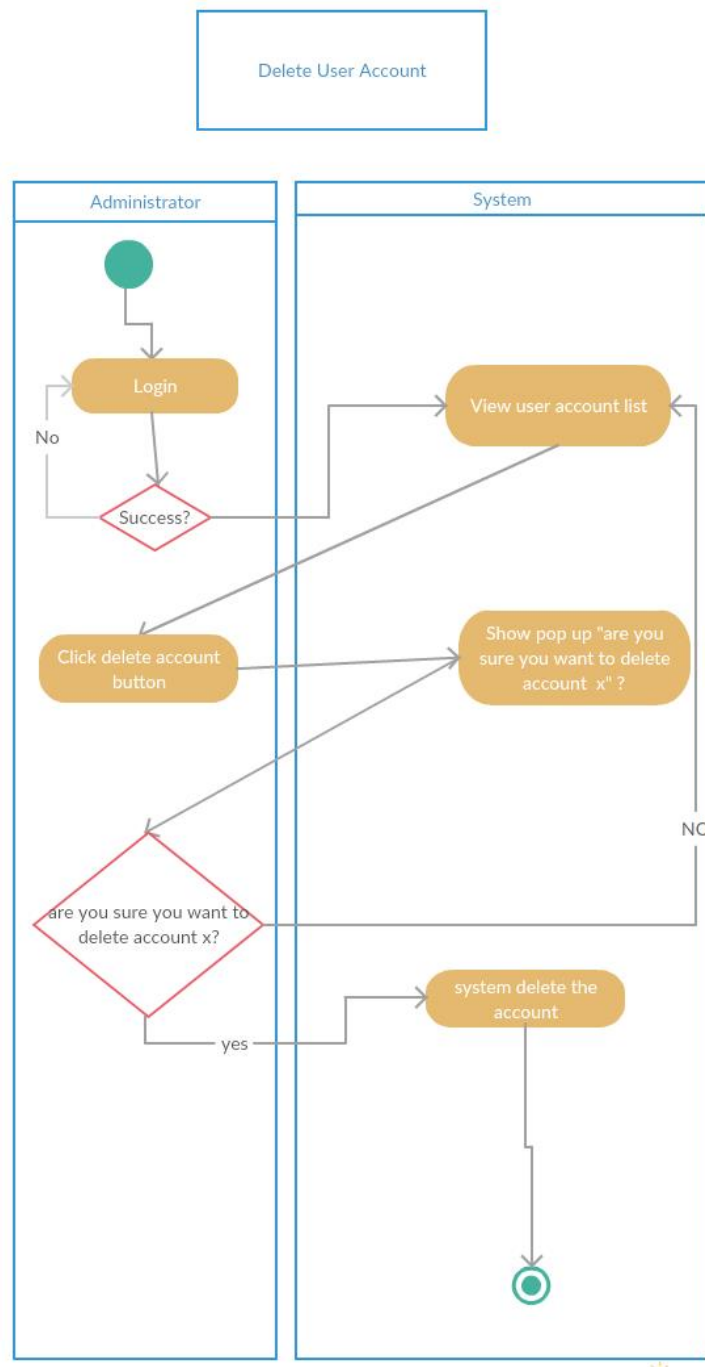 Delete User Account
Administrator
System
Login
View user account list
No
Success?
Click delete account
button
Show pop up "are you
sure you want to delete
account x" ?
NO
are you sure you want to
delete account x?
system delete the
account
yes